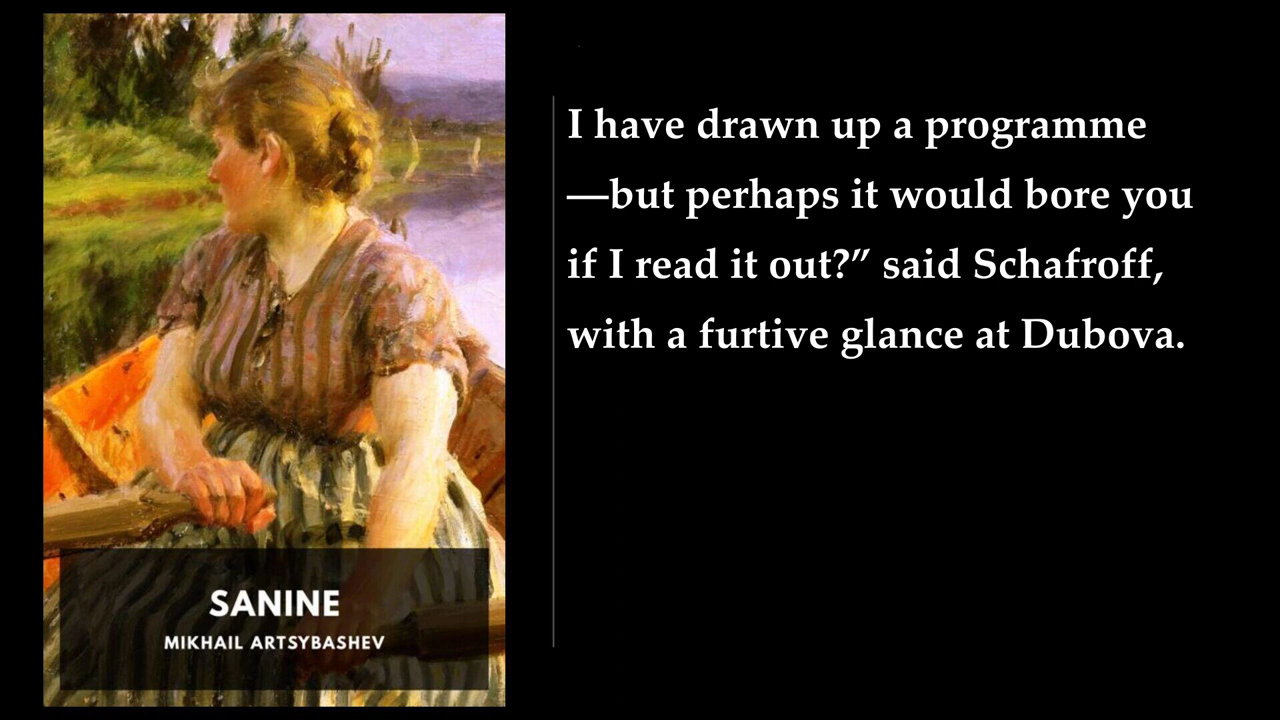 I have drawn up a programme
—but perhaps it would bore you
if I read it out?” said Schafroff,
with a furtive glance at Dubova.
SANINE
MIKHAIL ARTSYBASHEV